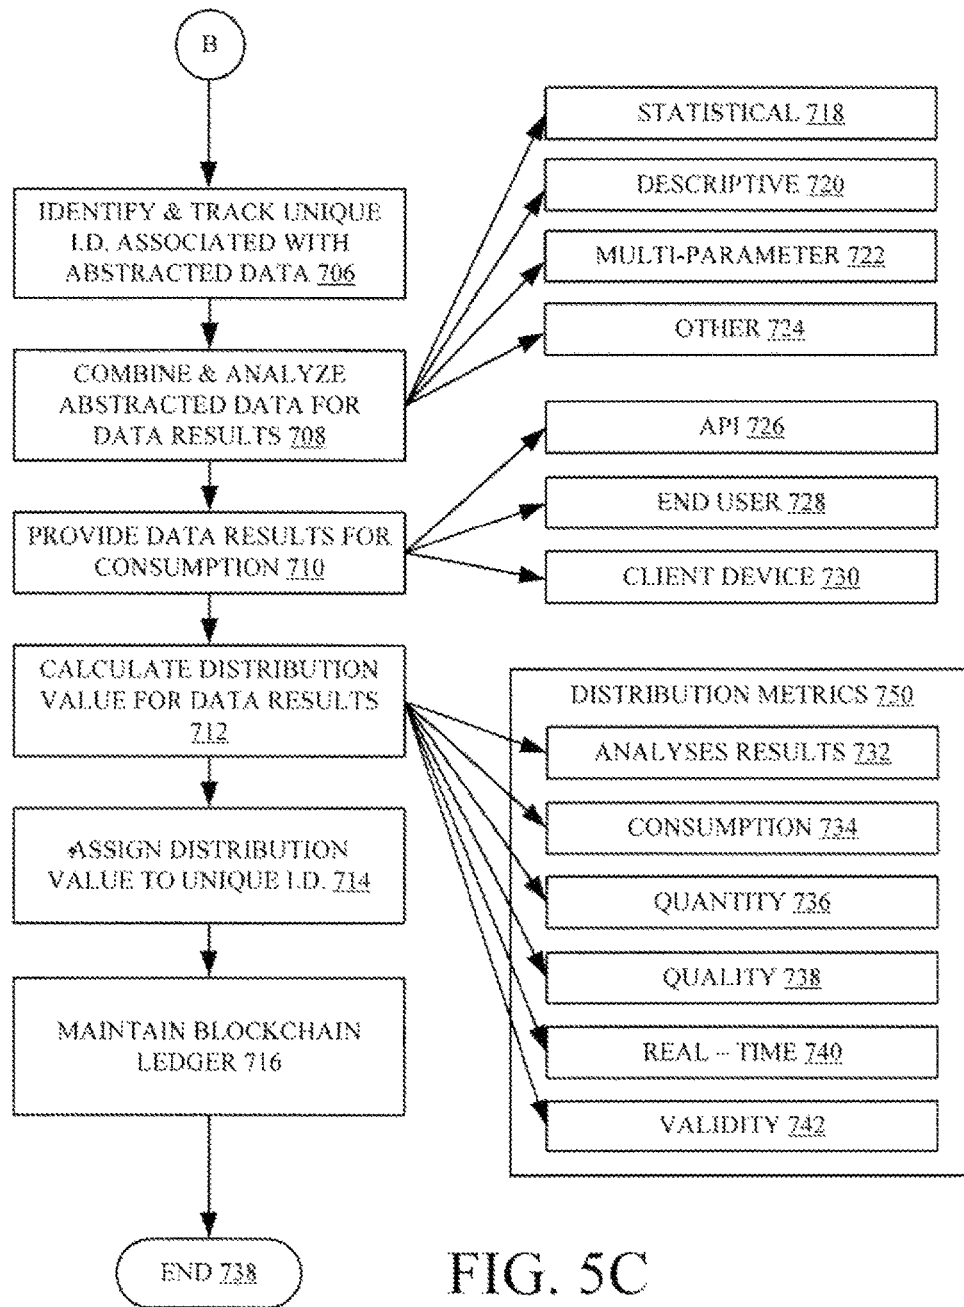 B
IDENTIFY & TRACK UNIQUE
I.D. ASSOCIATED WITH
ABSTRACTED DATA 706
COMBINE & ANALYZE
ABSTRACTED DATA FOR
DATA RESULTS 708
PROVIDE DATA RESULTS FOR
CONSUMPTION 710
CALCULATE DISTRIBUTION
VALUE FOR DATA RESULTS
712
ASSIGN DISTRIBUTION
VALUE TO UNIQUE I.D. 714
MAINTAIN BLOCKCHAIN
LEDGER 716
END 738
STATISTICAL 718
DESCRIPTIVE 720
MULTI-PARAMETER 722
OTHER 724
API 726
END USER 728
CLIENT DEVICE 730
DISTRIBUTION METRICS 750
ANALYSES RESULTS 732
CONSUMPTION 734
QUANTITY 736
QUALITY 738
REAL – TIME 740
VALIDITY 742
FIG. 5C